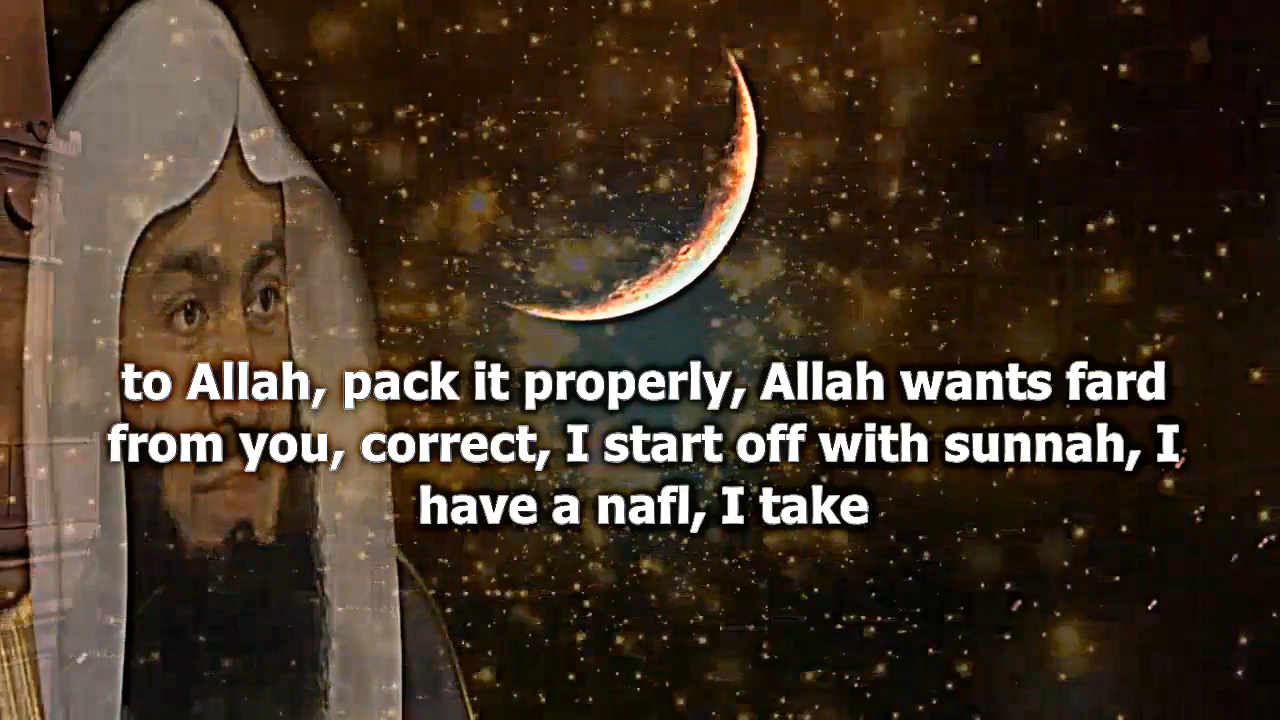 to Allah, pack it properly, Allah wants fard
from you, correct, I start off with sunnah, I
have a nafl, I take